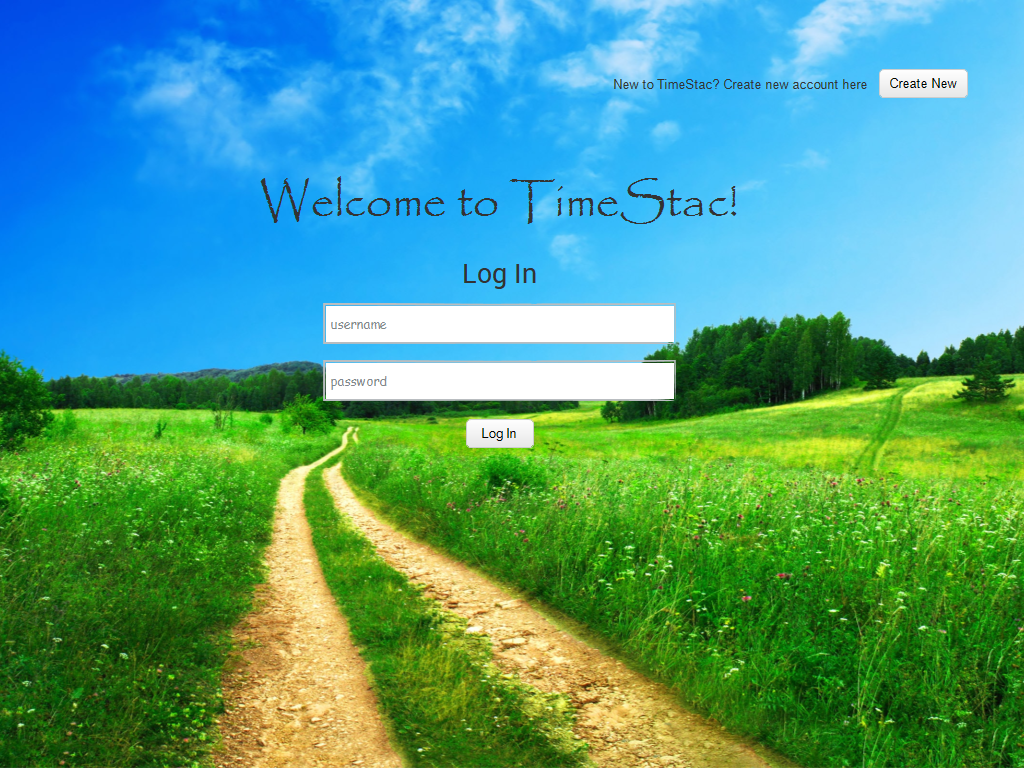 New to TimeStac? Create new account here
Create New
Welcome to TimeStac!
Log In
username
password
Log In